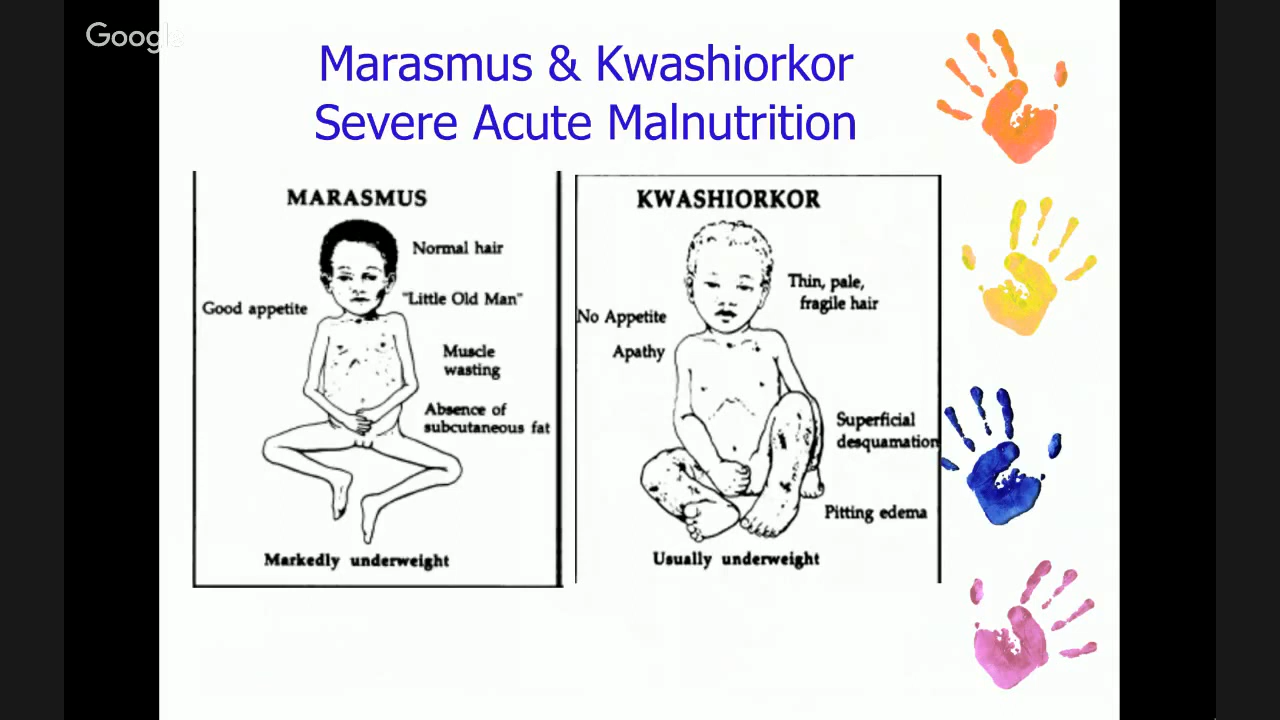 Google
Marasmus & Kwashiorkor
Severe Acute Malnutrition
MARASMUS
Normal hair
"Little Old Man"
Good appetite
Muscle
wasting
Absence of
subcutaneous fat
Markedly underweight
KWASHIORKOR
Thin, pale,
fragile hair
No Appetite
Apathy
Superficial
desquamation
Pitting edema
Usually underweight